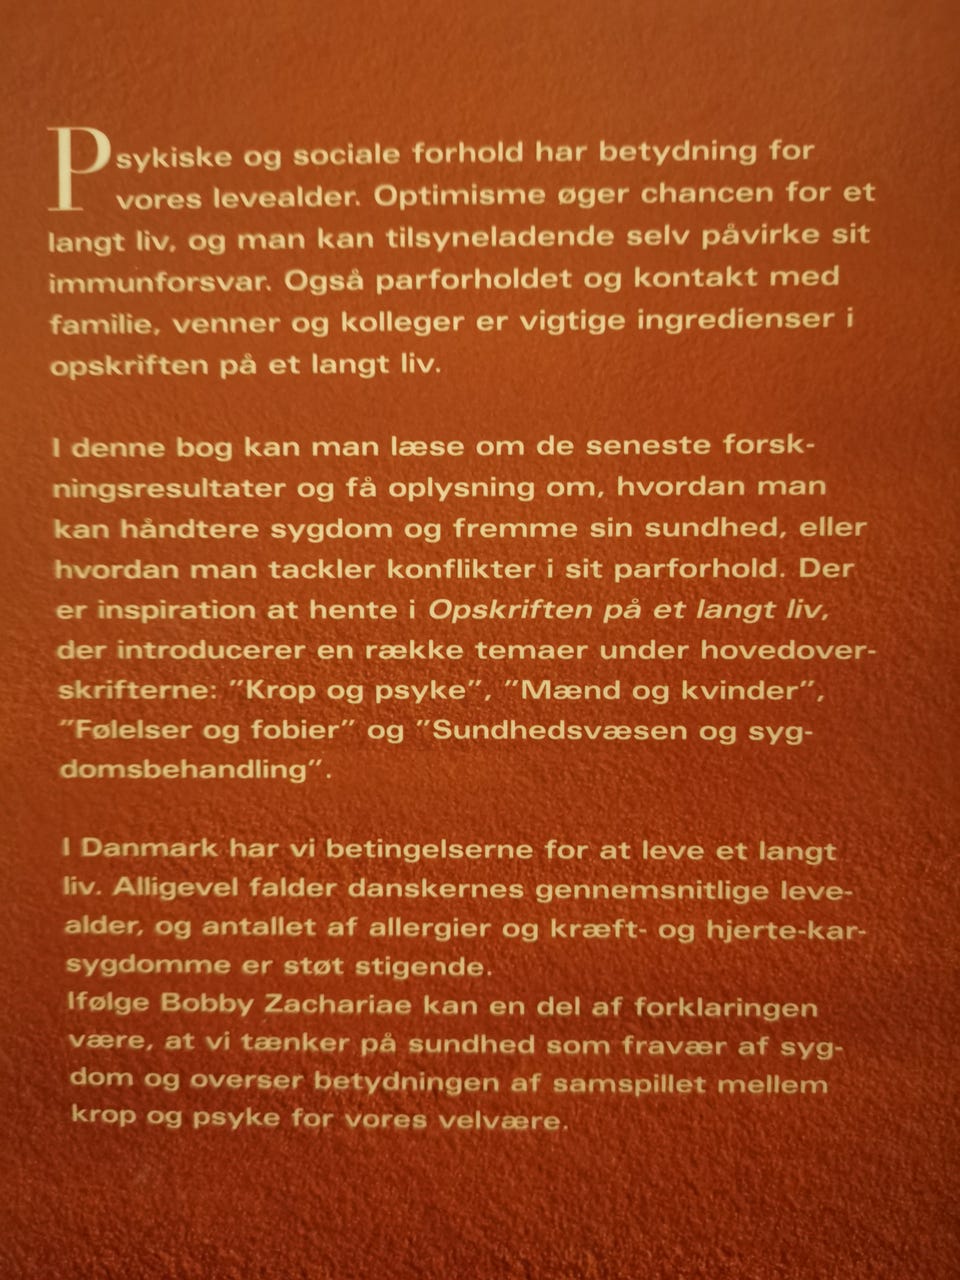 Psykiske og sociale forhold har betydning for
vores levealder. Optimisme øger chancen for et
langt liv, og man kan tilsyneladende selv påvirke sit
immunforsvar. Også parforholdet og kontakt med
familie, venner og kolleger er vigtige ingredienser i
opskriften på et langt liv.
I denne bog kan man læse om de seneste forsk-
ningsresultater og få oplysning om, hvordan man
kan håndtere sygdom og fremme sin sundhed, eller
hvordan man tackler konflikter i sit parforhold. Der
er inspiration at hente i Opskriften på et langt liv,
der introducerer en række temaer under hovedover-
skrifterne: ”Krop og psyke”, ”Mænd og kvinder”,
”Følelser og fobier” og ”Sundhedsvæsen og syg-
domsbehandling”.
I Danmark har vi betingelserne for at leve et langt
liv. Alligevel falder danskernes gennemsnitlige leve-
alder, og antallet af allergier og kræft- og hjerte-kar-
sygdomme er støt stigende.
Ifølge Bobby Zachariae kan en del af forklaringen
være, at vi tænker på sundhed som fravær af syg-
dom og overser betydningen af samspillet mellem
krop og psyke for vores velvære.